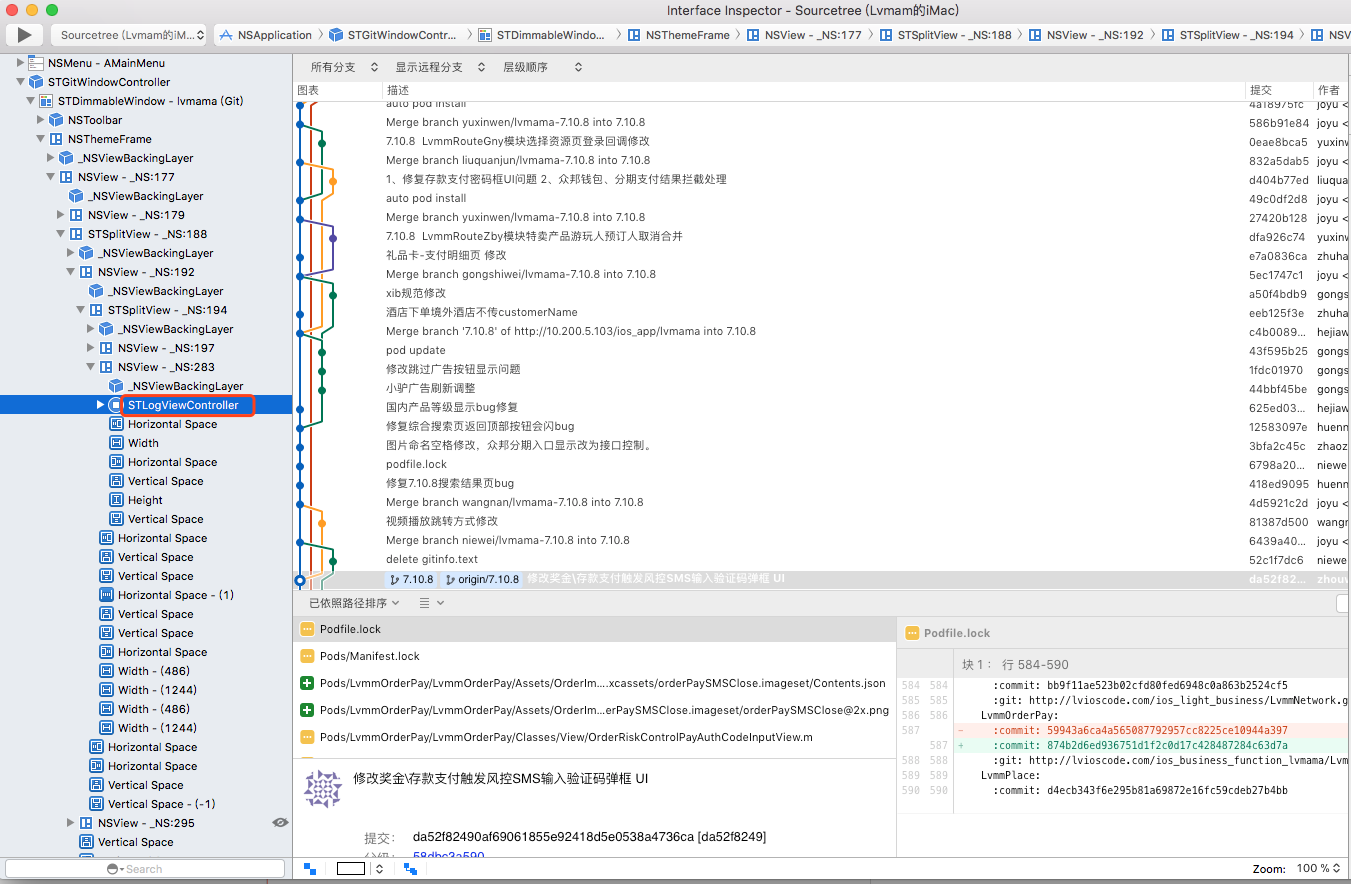 Interface Inspector - Sourcetree (Lvmam的iMac)
Sourcetree (Lvmam的iM...
NSApplication
STGitWindowContr...
STDimmableWindo...
NSThemeFrame
NSView - _NS:177
STSplitView - _NS:188
NSView - _NS:192
STSplitView - _NS:194
NSV
NSMenu - AMainMenu
STGitWindowController
STDimmableWindow - lvmama (Git)
NSToolbar
NSThemeFrame
_NSViewBackingLayer
NSView - _NS:177
_NSViewBackingLayer
NSView - _NS:179
STSplitView - _NS:188
_NSViewBackingLayer
NSView - _NS:192
_NSViewBackingLayer
STSplitView - _NS:194
_NSViewBackingLayer
NSView - _NS:197
NSView - _NS:283
_NSViewBackingLayer
STLogViewController
Horizontal Space
Width
Horizontal Space
Vertical Space
Height
Vertical Space
Horizontal Space
Vertical Space
Vertical Space
Horizontal Space - (1)
Vertical Space
Vertical Space
Horizontal Space
Width - (486)
Width - (1244)
Width - (486)
Width - (1244)
Horizontal Space
Horizontal Space
Vertical Space
Vertical Space - (-1)
NSView - _NS:295
Vertical Space
Search
所有分支 显示远程分支 层级顺序
图表 描述 提交 作者
auto pod install 4a18975fc joyu <
Merge branch yuxinwen/lvmama-7.10.8 into 7.10.8 586b91e84 joyu <
7.10.8 LvmmRouteGny模块选择资源页登录回调修改 0eae8bca5 yuxinw
Merge branch liuquanjun/lvmama-7.10.8 into 7.10.8 832a5dab5 joyu <
1、修复存款支付密码框UI问题 2、众邦钱包、分期支付结果拦截处理 d404b77ed liuqua
auto pod install 49c0df2d8 joyu <
Merge branch yuxinwen/lvmama-7.10.8 into 7.10.8 27420b128 joyu <
7.10.8 LvmmRouteZby模块特卖产品游玩人预订人取消合并 dfa926c74 yuxinw
礼品卡-支付明细页 修改 e7a0836ca zhuha
Merge branch gongshiwei/lvmama-7.10.8 into 7.10.8 5ec1747c1 joyu <
xib规范修改 a50f4bdb9 gongs
酒店下单境外酒店不传customerName eeb125f3e zhuha
Merge branch '7.10.8' of http://10.200.5.103/ios_app/lvmama into 7.10.8 c4b0089... hejiaw
pod update 43f595b25 gongs
修改跳过广告按钮显示问题 1fdc01970 gongs
小驴广告刷新调整 44bbf45be gongs
国内产品等级显示bug修复 625ed03... hejiaw
修复综合搜索页返回顶部按钮会闪bug 12583097e huenn
图片命名空格修改，众邦分期入口显示改为接口控制。 3bfa2c45c zhaoz
podfile.lock 6798a20... niewe
修复7.10.8搜索结果页bug 418ed9095 huenn
Merge branch wangnan/lvmama-7.10.8 into 7.10.8 4d5921c2d joyu <
视频播放跳转方式修改 81387d500 wangn
Merge branch niewei/lvmama-7.10.8 into 7.10.8 6439a40... joyu <
delete gitinfo.text 52c1f7dc6 niewe
7.10.8 origin/7.10.8 修改奖金\存款支付触发风控SMS输入验证码弹框 UI da52f82... zhouv
已依照路径排序
Podfile.lock
Pods/Manifest.lock
Pods/LvmmOrderPay/LvmmOrderPay/Assets/OrderIm....xcassets/orderPaySMSClose.imageset/Contents.json
Pods/LvmmOrderPay/LvmmOrderPay/Assets/OrderIm...erPaySMSClose.imageset/orderPaySMSClose@2x.png
Pods/LvmmOrderPay/LvmmOrderPay/Classes/View/OrderRiskControlPayAuthCodeInputView.m
修改奖金\存款支付触发风控SMS输入验证码弹框 UI
提交： da52f82490af69061855e92418d5e0538a4736ca [da52f8249]
58dbc3a590
Podfile.lock
块 1： 行 584-590
584 584 :commit: bb9f11ae523b02cfd80fed6948c0a863b2524cf5
585 585 :git: http://lvioscode.com/ios_light_business/LvmmNetwork.g
586 586 LvmmOrderPay:
587 - :commit: 59943a6ca4a565087792957cc8225ce10944a397
587 + :commit: 874b2d6ed936751d1f2c0d17c428487284c63d7a
588 588 :git: http://lvioscode.com/ios_business_function_lvmama/Lvm
589 589 LvmmPlace:
590 590 :commit: d4ecb343f6e295b81a69872e16fc59cdeb27b4bb
Zoom: 100 %